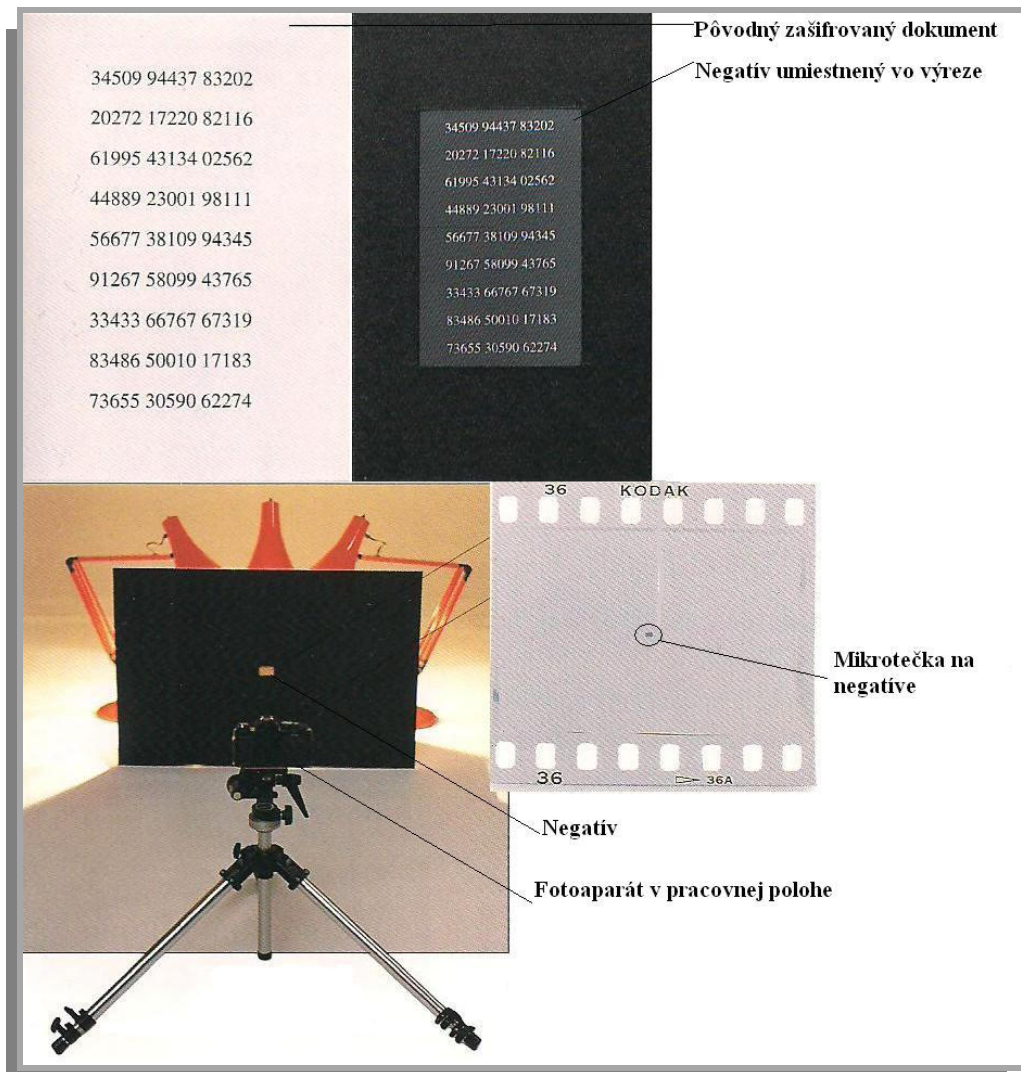 Pôvodný zašifrovaný dokument
Negatív umiestnený vo výreze
34509 94437 83202
20272 17220 82116
61995 43134 02562
44889 23001 98111
56677 38109 94345
91267 58099 43765
33433 66767 67319
83486 50010 17183
73655 30590 62274
34509 94437 83202
20272 17220 82116
61995 43134 02562
44889 23001 98111
56677 38109 94345
91267 58099 43765
33433 66767 67319
83486 50010 17183
73655 30590 62274
36 KODAK
Mikrotečka na
negatíve
36 36A
Negatív
Fotoaparát v pracovnej polohe